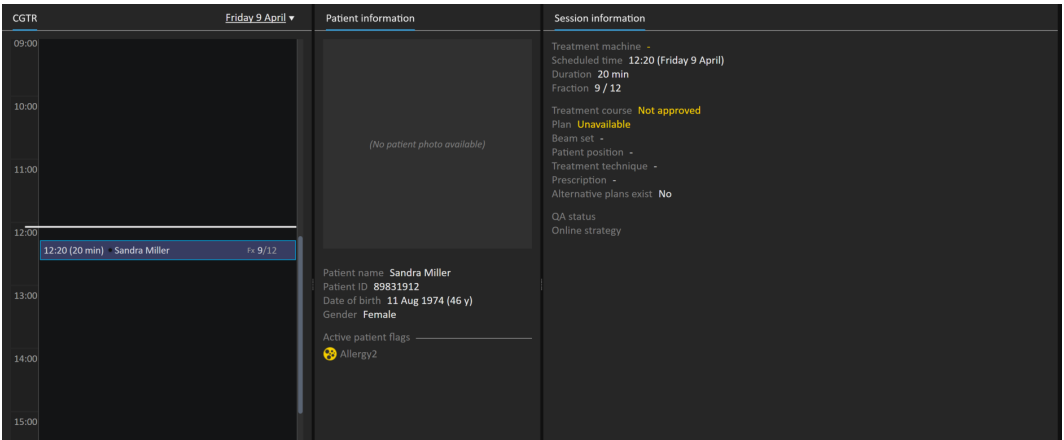 CGTR
Friday 9 April ▾
09:00
10:00
11:00
12:00
12:20 (20 min) • Sandra Miller Fx 9/12
13:00
14:00
15:00
Patient information
(No patient photo available)
Patient name Sandra Miller
Patient ID 89831912
Date of birth 11 Aug 1974 (46 y)
Gender Female
Active patient flags
Allergy2
Session information
Treatment machine -
Scheduled time 12:20 (Friday 9 April)
Duration 20 min
Fraction 9 / 12
Treatment course Not approved
Plan Unavailable
Beam set -
Patient position -
Treatment technique -
Prescription -
Alternative plans exist No
QA status
Online strategy